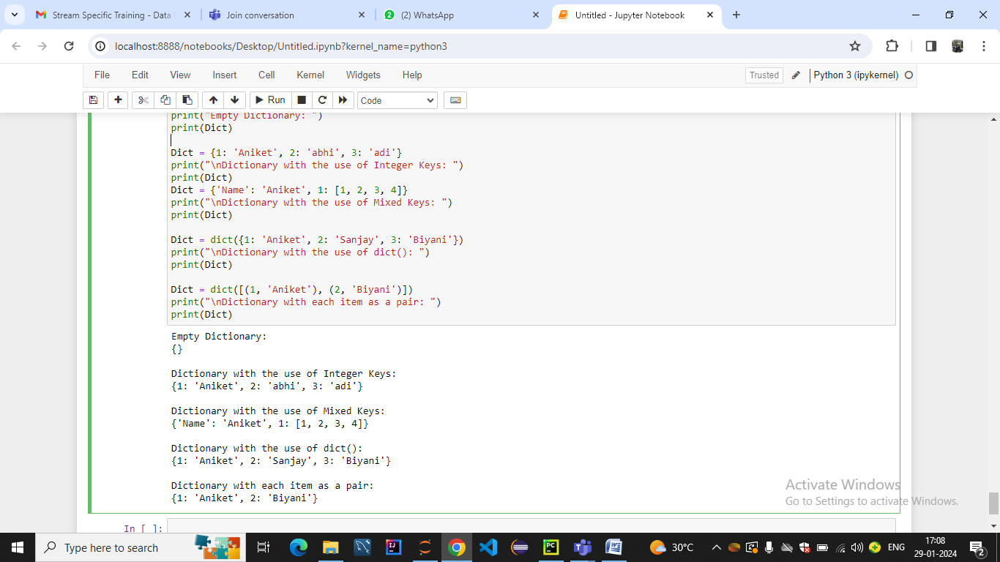 Stream Specific Training - Data
Join conversation
(2) WhatsApp
Untitled - Jupyter Notebook
localhost:8888/notebooks/Desktop/Untitled.ipynb?kernel_name=python3
File Edit View Insert Cell Kernel Widgets Help
Trusted
Python 3 (ipykernel)
Run
Code
print("Empty Dictionary: ")
print(Dict)
Dict = {1: 'Aniket', 2: 'abhi', 3: 'adi'}
print("\nDictionary with the use of Integer Keys: ")
print(Dict)
Dict = {'Name': 'Aniket', 1: [1, 2, 3, 4]}
print("\nDictionary with the use of Mixed Keys: ")
print(Dict)
Dict = dict({1: 'Aniket', 2: 'Sanjay', 3: 'Biyani'})
print("\nDictionary with the use of dict(): ")
print(Dict)
Dict = dict([(1, 'Aniket'), (2, 'Biyani')])
print("\nDictionary with each item as a pair: ")
print(Dict)
Empty Dictionary:
{}
Dictionary with the use of Integer Keys:
{1: 'Aniket', 2: 'abhi', 3: 'adi'}
Dictionary with the use of Mixed Keys:
{'Name': 'Aniket', 1: [1, 2, 3, 4]}
Dictionary with the use of dict():
{1: 'Aniket', 2: 'Sanjay', 3: 'Biyani'}
Dictionary with each item as a pair:
{1: 'Aniket', 2: 'Biyani'}
Activate Windows
Go to Settings to activate Windows.
In [ ]:
Type here to search
30°C
ENG
17:08
29-01-2024
2